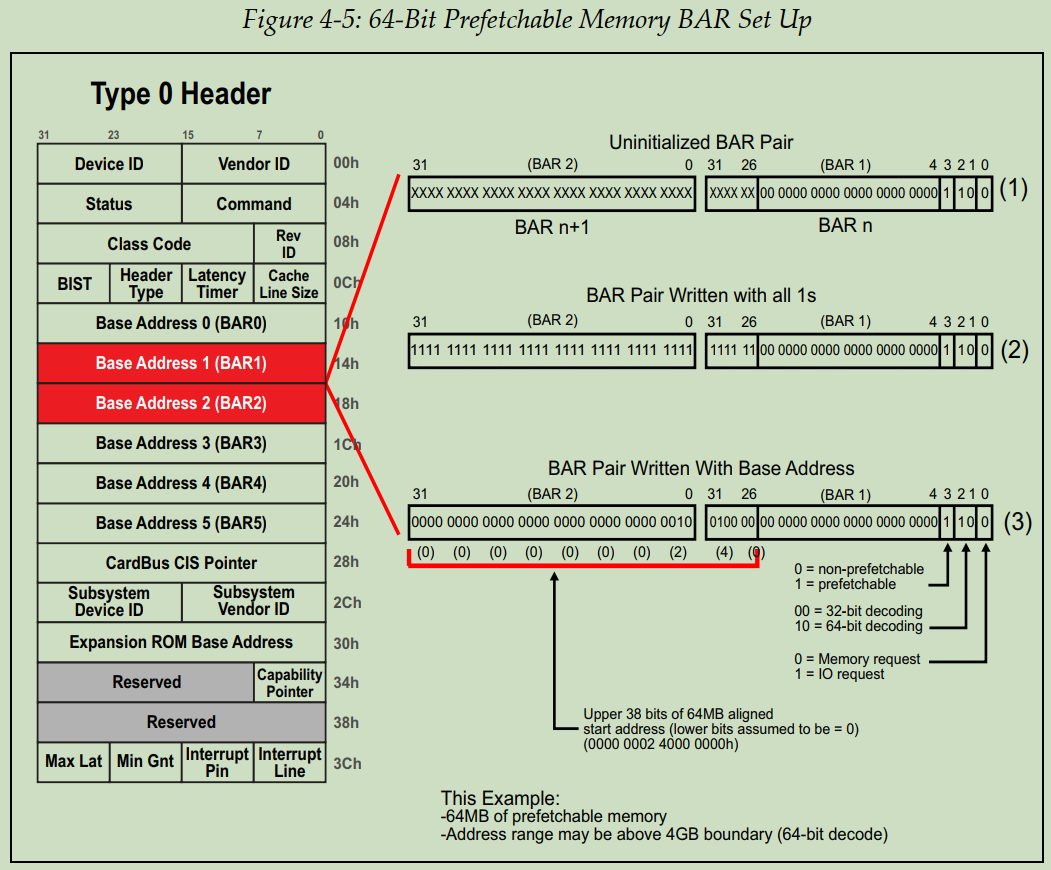 Figure 4-5: 64-Bit Prefetchable Memory BAR Set Up
Type 0 Header
31 23 15 7 0
Device ID Vendor ID 00h
Status Command 04h
Class Code Rev ID 08h
BIST Header Type Latency Timer Cache Line Size 0Ch
Base Address 0 (BAR0) 10h
Base Address 1 (BAR1) 14h
Base Address 2 (BAR2) 18h
Base Address 3 (BAR3) 1Ch
Base Address 4 (BAR4) 20h
Base Address 5 (BAR5) 24h
CardBus CIS Pointer 28h
Subsystem Device ID Subsystem Vendor ID 2Ch
Expansion ROM Base Address 30h
Reserved Capability Pointer 34h
Reserved 38h
Max Lat Min Gnt Interrupt Pin Interrupt Line 3Ch
Uninitialized BAR Pair
31 (BAR 2) 0 31 26 (BAR 1) 4 3 2 1 0
XXXX XXXX XXXX XXXX XXXX XXXX XXXX XXXX XXXX XX 00 0000 0000 0000 0000 0000 1 10 0 (1)
BAR n+1 BAR n
BAR Pair Written with all 1s
31 (BAR 2) 0 31 26 (BAR 1) 4 3 2 1 0
1111 1111 1111 1111 1111 1111 1111 1111 1111 11 00 0000 0000 0000 0000 0000 1 10 0 (2)
BAR Pair Written With Base Address
31 (BAR 2) 0 31 26 (BAR 1) 4 3 2 1 0
0000 0000 0000 0000 0000 0000 0000 0010 0100 00 00 0000 0000 0000 0000 0000 1 10 0 (3)
(0) (0) (0) (0) (0) (0) (0) (2) (4) (0)
0 = non-prefetchable
1 = prefetchable
00 = 32-bit decoding
10 = 64-bit decoding
0 = Memory request
1 = IO request
Upper 38 bits of 64MB aligned
start address (lower bits assumed to be = 0)
(0000 0002 4000 0000h)
This Example:
-64MB of prefetchable memory
-Address range may be above 4GB boundary (64-bit decode)